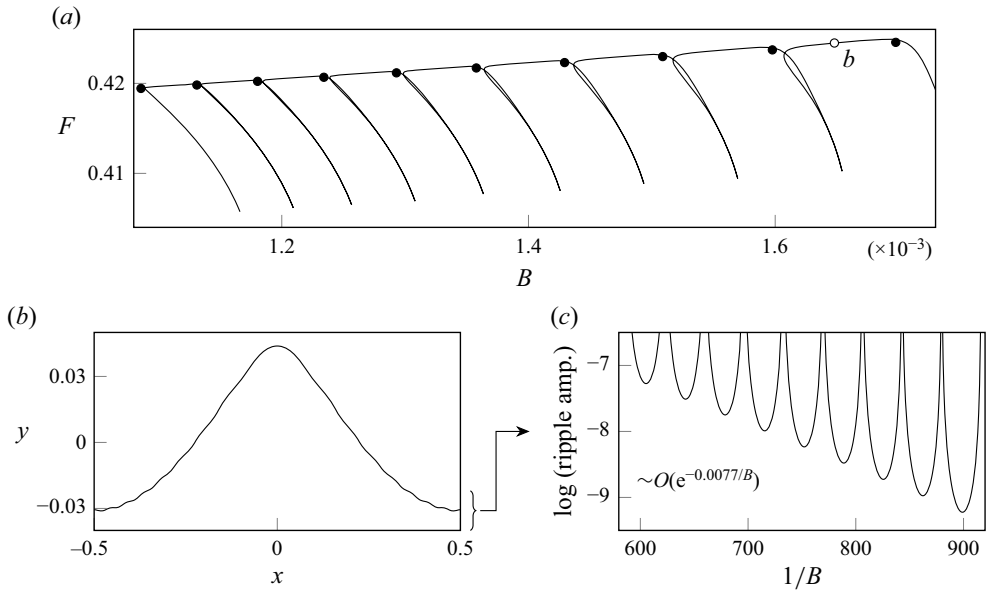 (a)
0.42
F
0.41
b
1.2
1.4
1.6
(×10⁻³)
B
(b)
0.03
y
0
−0.03
−0.5
0
0.5
x
(c)
log (ripple amp.)
−7
−8
−9
~O(e^{−0.0077/B})
600
700
800
900
1/B